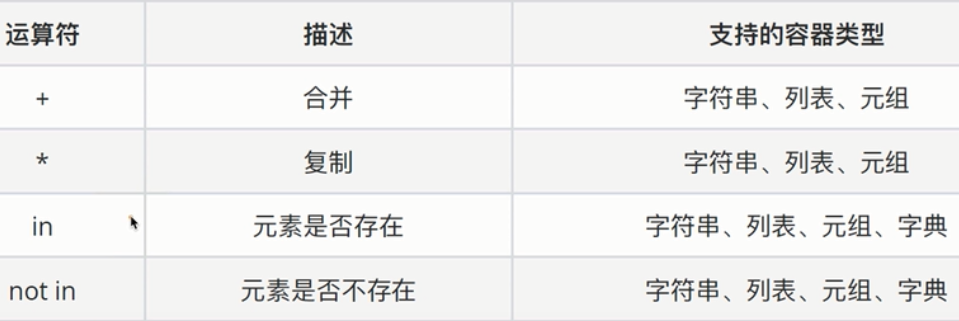 运算符 描述 支持的容器类型
+ 合并 字符串、列表、元组
* 复制 字符串、列表、元组
in 元素是否存在 字符串、列表、元组、字典
not in 元素是否不存在 字符串、列表、元组、字典